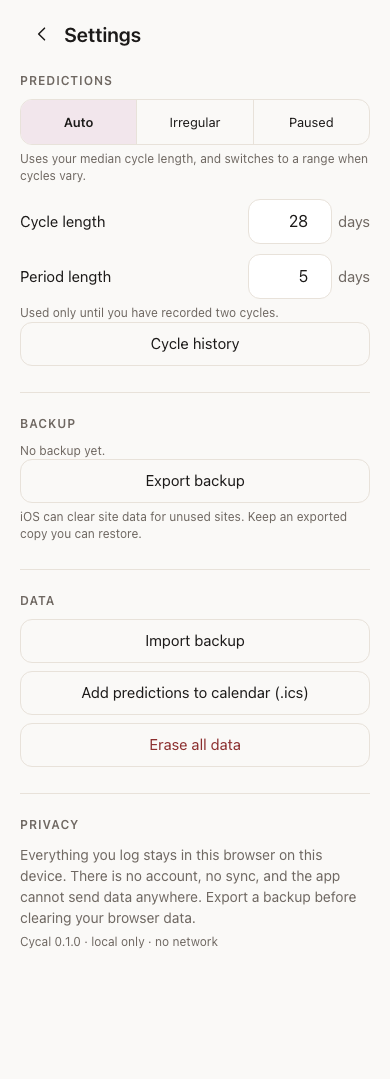 Settings
PREDICTIONS
Auto
Irregular
Paused
Uses your median cycle length, and switches to a range when
cycles vary.
Cycle length
28
days
Period length
5
days
Used only until you have recorded two cycles.
Cycle history
BACKUP
No backup yet.
Export backup
iOS can clear site data for unused sites. Keep an exported
copy you can restore.
DATA
Import backup
Add predictions to calendar (.ics)
Erase all data
PRIVACY
Everything you log stays in this browser on this
device. There is no account, no sync, and the app
cannot send data anywhere. Export a backup before
clearing your browser data.
Cycal 0.1.0 · local only · no network